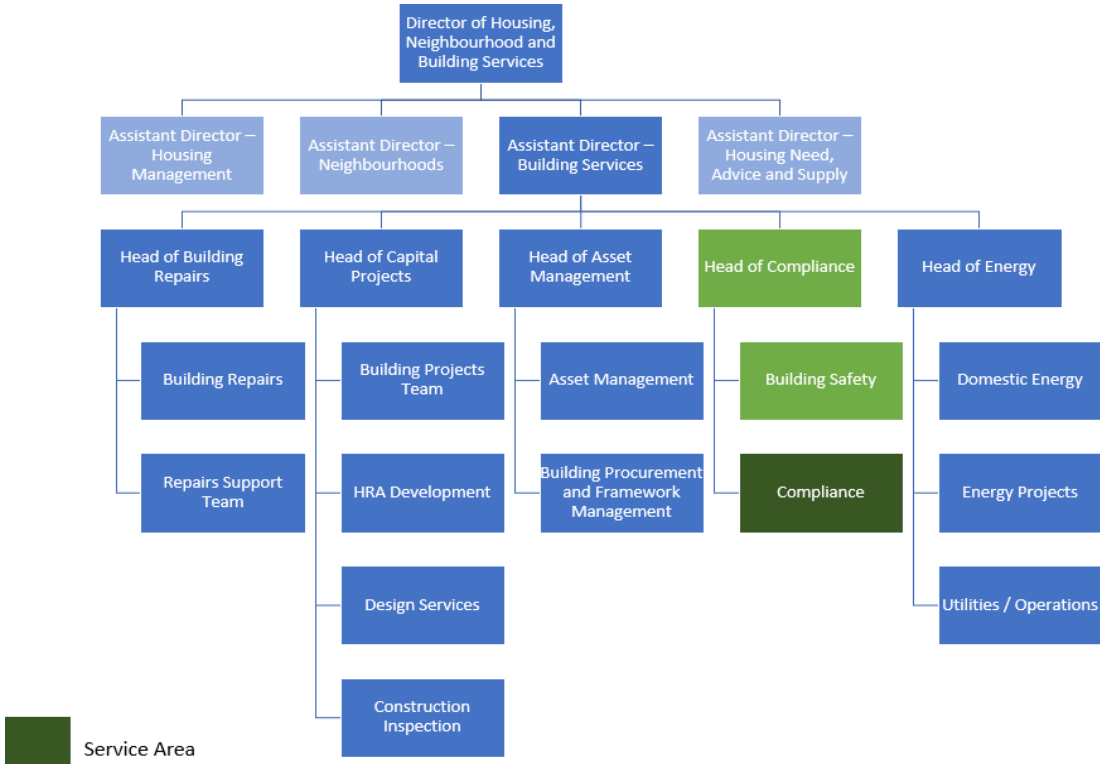 Director of Housing,
Neighbourhood and
Building Services
Assistant Director –
Housing
Management
Assistant Director –
Neighbourhoods
Assistant Director –
Building Services
Assistant Director –
Housing Need,
Advice and Supply
Head of Building
Repairs
Head of Capital
Projects
Head of Asset
Management
Head of Compliance
Head of Energy
Building Repairs
Repairs Support
Team
Building Projects
Team
HRA Development
Design Services
Construction
Inspection
Asset Management
Building Procurement
and Framework
Management
Building Safety
Compliance
Domestic Energy
Energy Projects
Utilities / Operations
Service Area